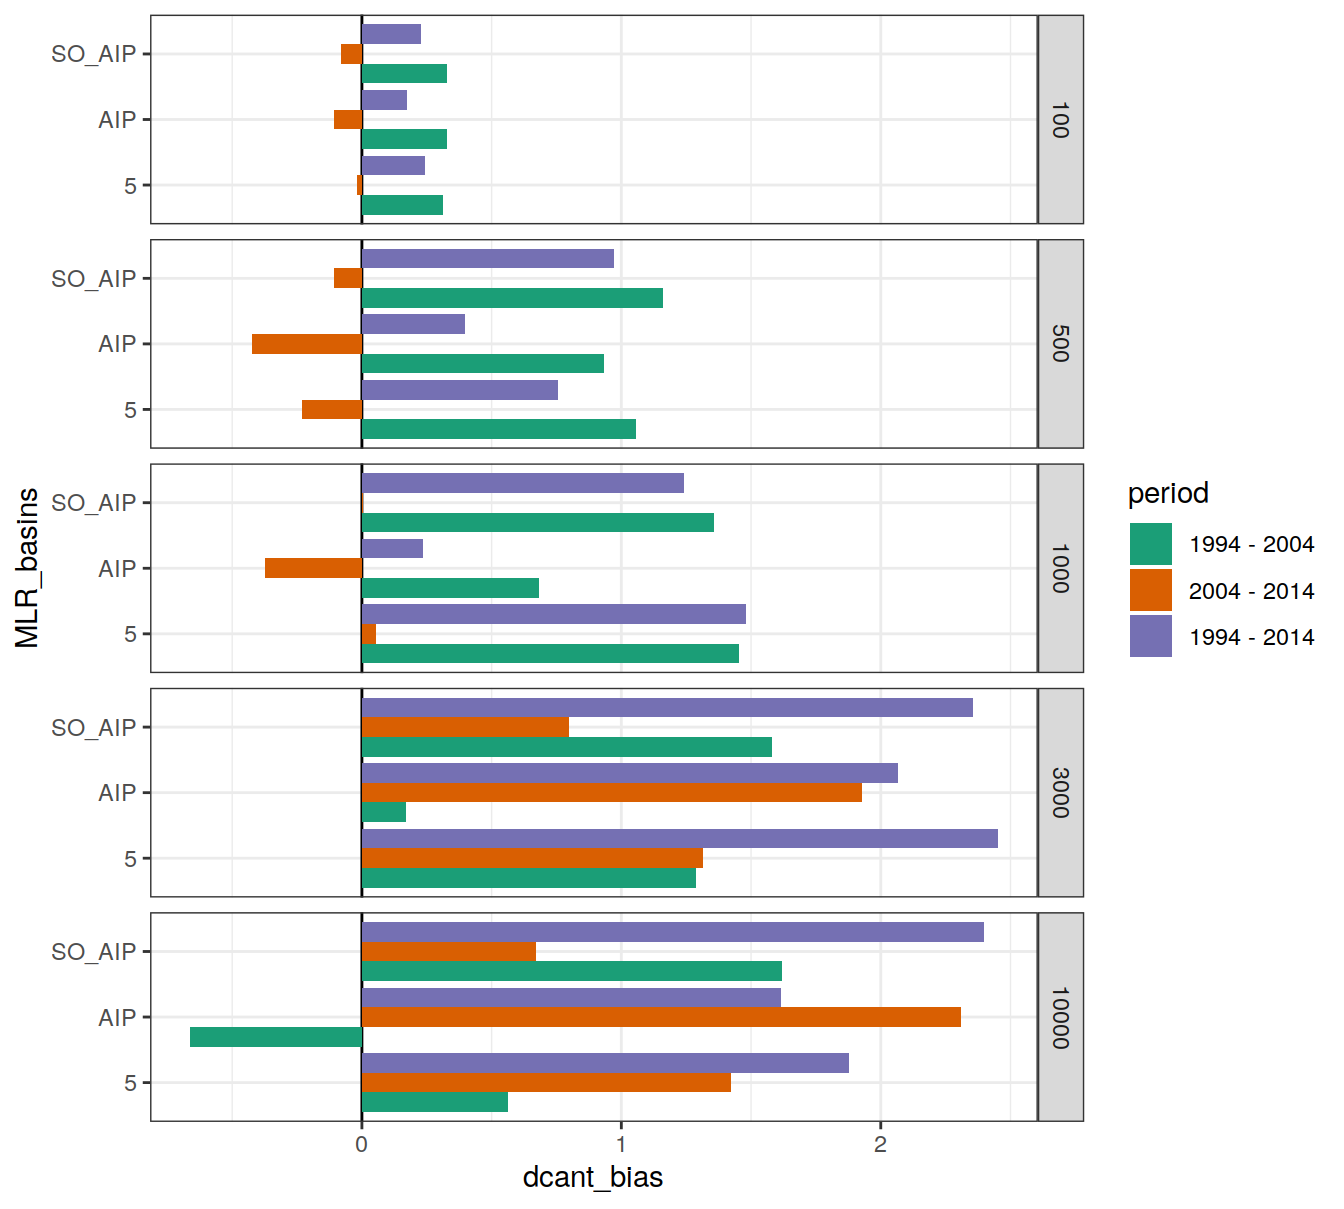 SO_AIP
AIP
5
100
SO_AIP
AIP
5
500
SO_AIP
AIP
5
1000
SO_AIP
AIP
5
3000
SO_AIP
AIP
5
10000
0 1 2
dcant_bias
MLR_basins
period
1994 - 2004
2004 - 2014
1994 - 2014